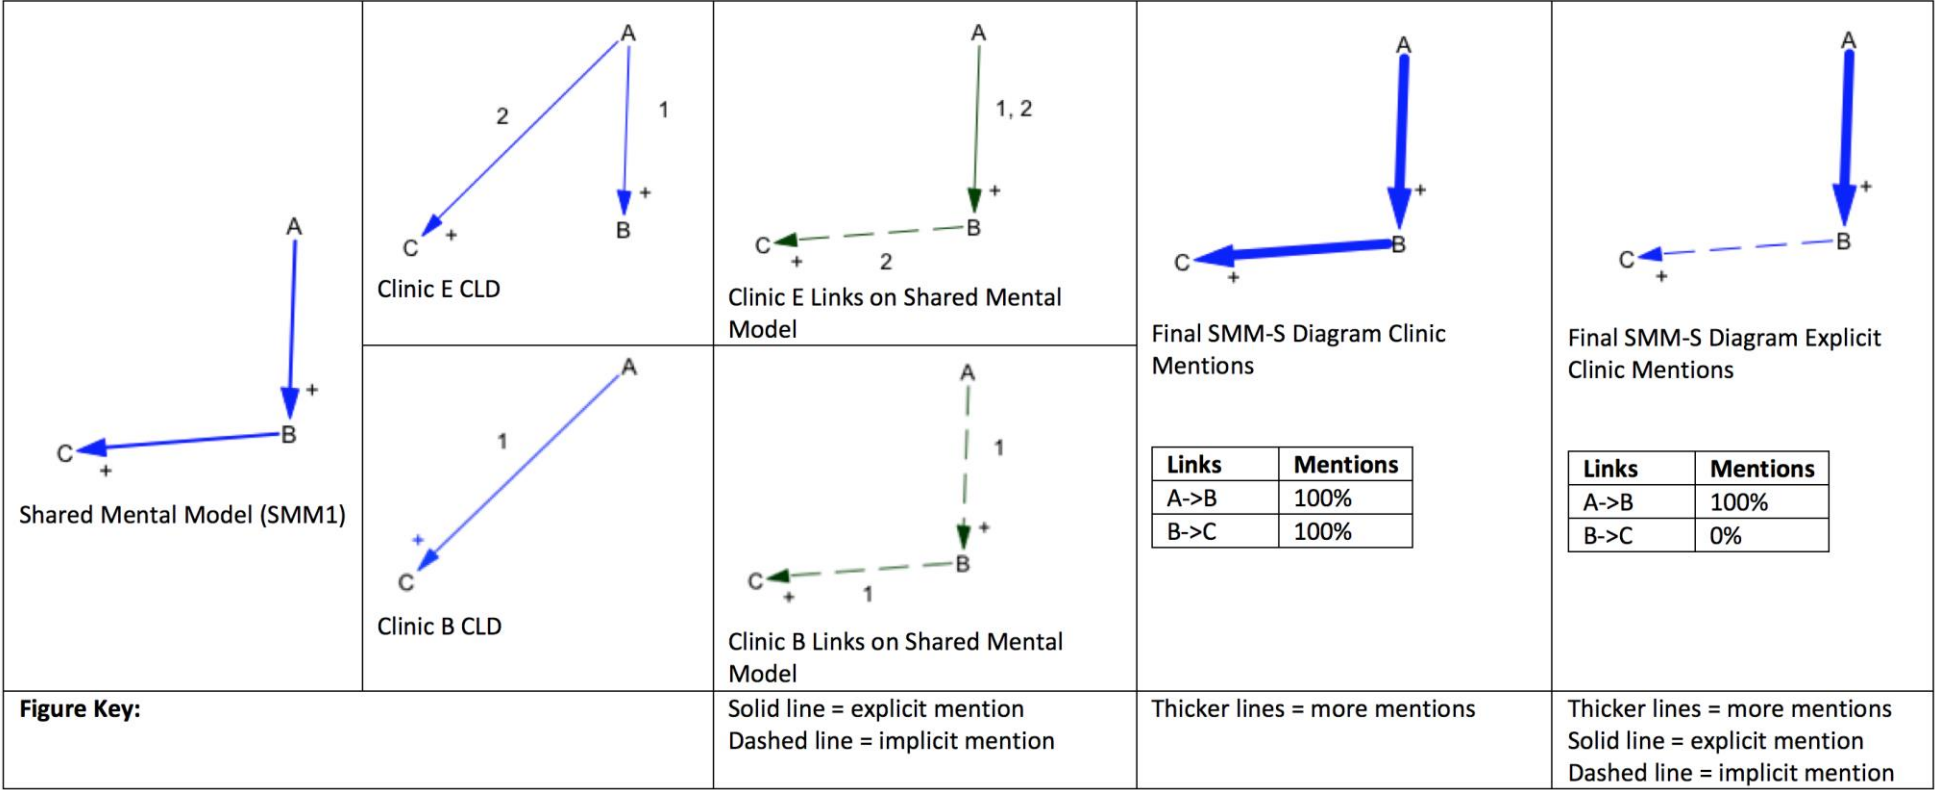 A
+
B
C
+
Shared Mental Model (SMM1)
A
2
1
+
B
C
+
Clinic E CLD
A
1, 2
+
B
C
+
2
Clinic E Links on Shared Mental
Model
A
1
+
C
Clinic B CLD
A
1
+
B
C
+
1
Clinic B Links on Shared Mental
Model
A
+
B
C
+
Final SMM-S Diagram Clinic
Mentions
Links Mentions
A->B 100%
B->C 100%
A
+
B
C
+
Final SMM-S Diagram Explicit
Clinic Mentions
Links Mentions
A->B 100%
B->C 0%
Figure Key:
Solid line = explicit mention
Dashed line = implicit mention
Thicker lines = more mentions
Thicker lines = more mentions
Solid line = explicit mention
Dashed line = implicit mention